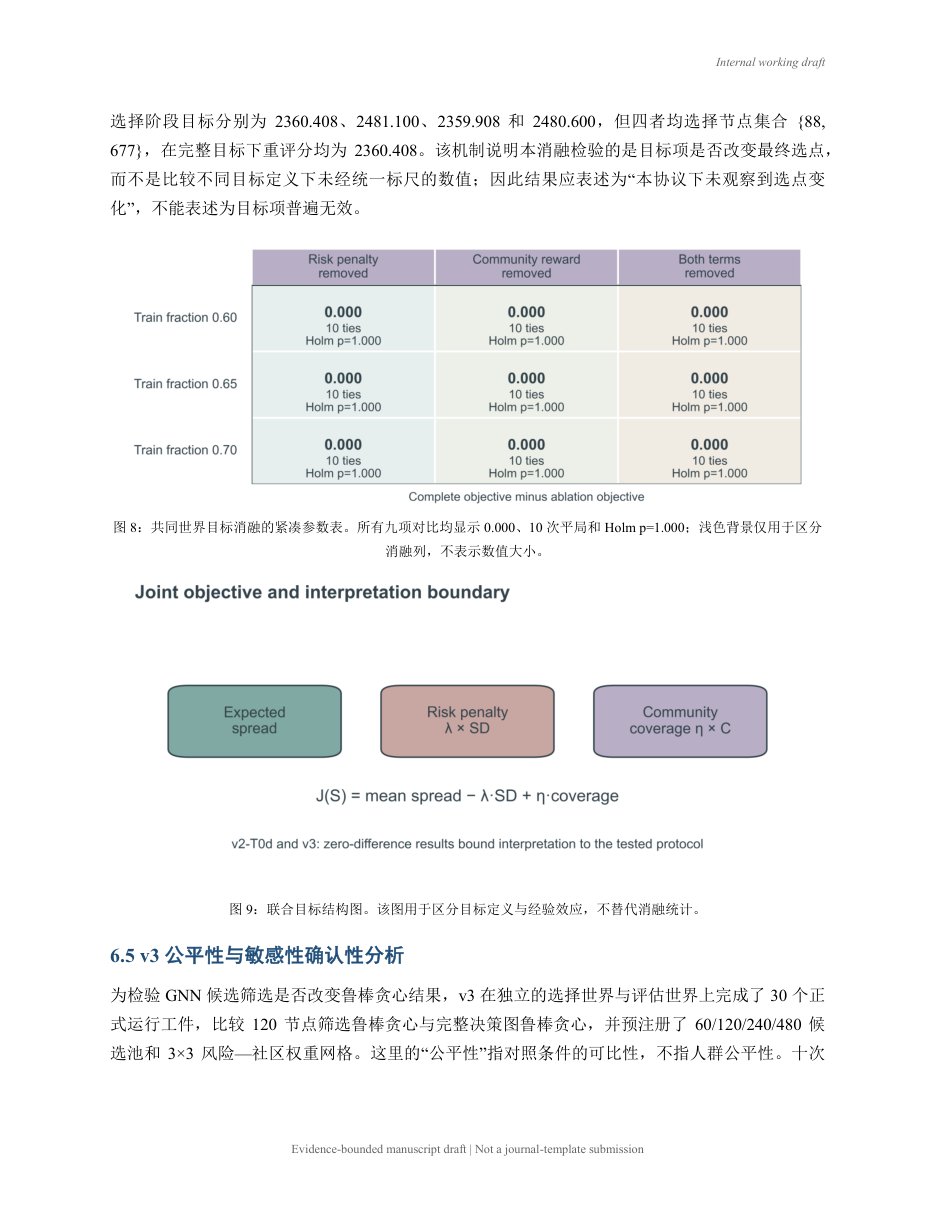 Internal working draft
选择阶段目标分别为 2360.408、2481.100、2359.908 和 2480.600，但四者均选择节点集合 {88,
677}，在完整目标下重评分均为 2360.408。该机制说明本消融检验的是目标项是否改变最终选点，
而不是比较不同目标定义下未经统一标尺的数值；因此结果应表述为“本协议下未观察到选点变
化”，不能表述为目标项普遍无效。
Risk penalty removed
Community reward removed
Both terms removed
Train fraction 0.60
0.000
10 ties
Holm p=1.000
0.000
10 ties
Holm p=1.000
0.000
10 ties
Holm p=1.000
Train fraction 0.65
0.000
10 ties
Holm p=1.000
0.000
10 ties
Holm p=1.000
0.000
10 ties
Holm p=1.000
Train fraction 0.70
0.000
10 ties
Holm p=1.000
0.000
10 ties
Holm p=1.000
0.000
10 ties
Holm p=1.000
Complete objective minus ablation objective
图 8：共同世界目标消融的紧凑参数表。所有九项对比均显示 0.000、10 次平局和 Holm p=1.000；浅色背景仅用于区分
消融列，不表示数值大小。
Joint objective and interpretation boundary
Expected
spread
Risk penalty
λ × SD
Community
coverage η × C
J(S) = mean spread − λ·SD + η·coverage
v2-T0d and v3: zero-difference results bound interpretation to the tested protocol
图 9：联合目标结构图。该图用于区分目标定义与经验效应，不替代消融统计。
6.5 v3 公平性与敏感性确认性分析
为检验 GNN 候选筛选是否改变鲁棒贪心结果，v3 在独立的选择世界与评估世界上完成了 30 个正
式运行工件，比较 120 节点筛选鲁棒贪心与完整决策图鲁棒贪心，并预注册了 60/120/240/480 候
选池和 3×3 风险—社区权重网格。这里的“公平性”指对照条件的可比性，不指人群公平性。十次
Evidence-bounded manuscript draft | Not a journal-template submission